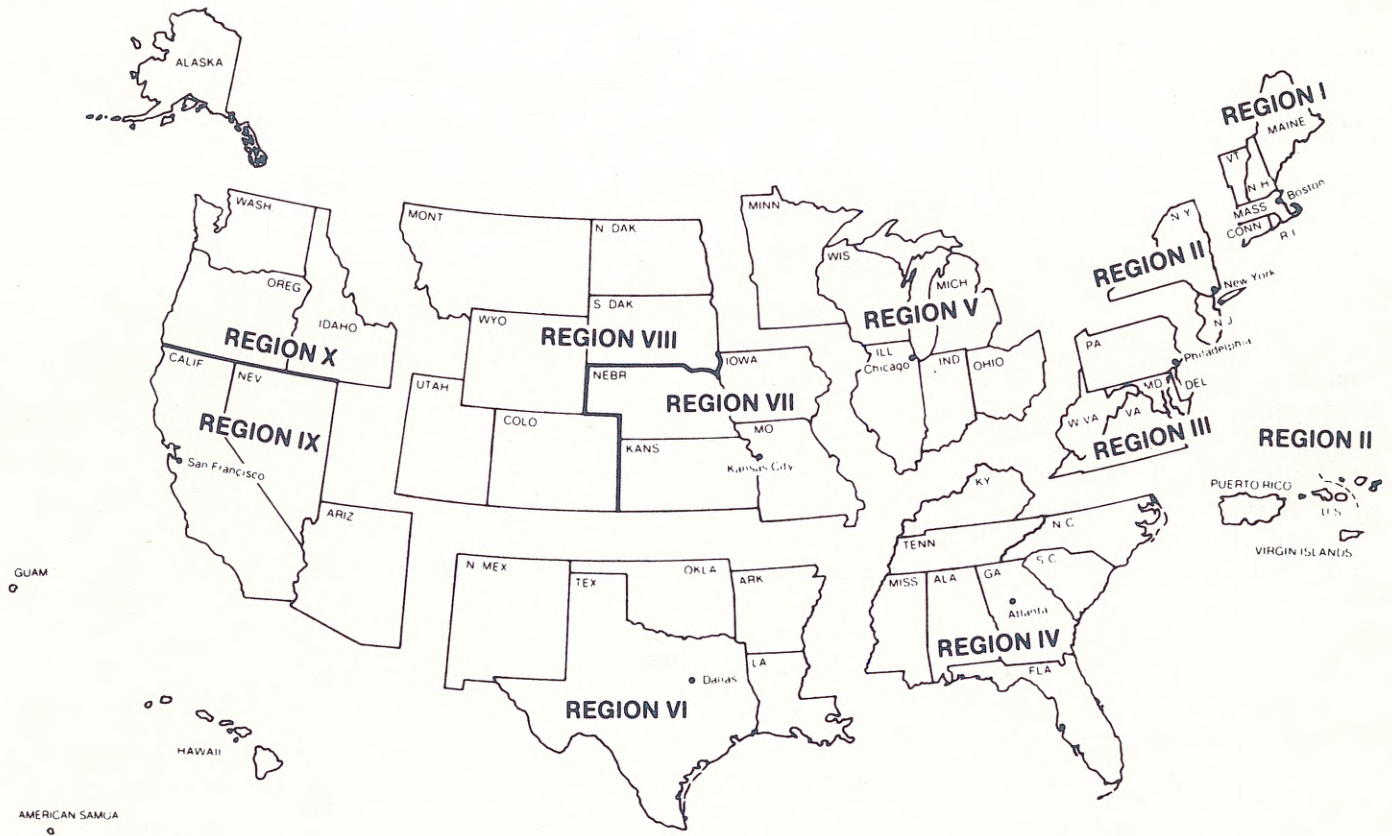 ALASKA
REGION I
MAINE
VT
N H
Boston
MASS
CONN
R I
N Y
REGION II
New York
N J
WASH
OREG
IDAHO
REGION X
MONT
N DAK
S DAK
WYO
REGION VIII
UTAH
COLO
MINN
WIS
MICH
REGION V
ILL
Chicago
IND
OHIO
PA
Philadelphia
MD
DEL
W VA
VA
REGION III
CALIF
NEV
REGION IX
San Francisco
ARIZ
NEBR
IOWA
REGION VII
KANS
MO
Kansas City
REGION II
PUERTO RICO
U.S
VIRGIN ISLANDS
KY
TENN
N C
S C
MISS
ALA
GA
Atlanta
REGION IV
FLA
N MEX
TEX
OKLA
ARK
LA
Dallas
REGION VI
GUAM
HAWAII
AMERICAN SAMOA